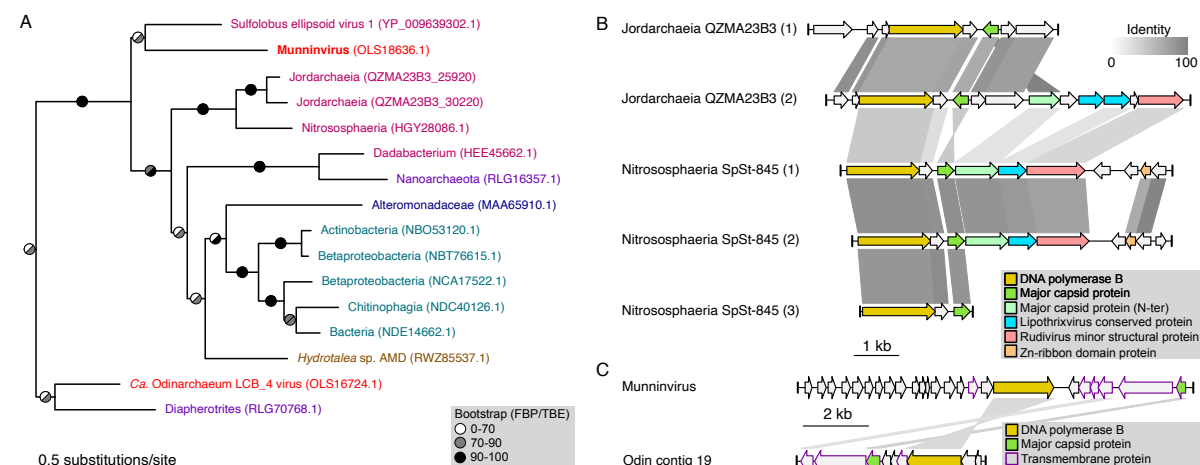 A
Sulfolobus ellipsoid virus 1 (YP_009639302.1)
Munninvirus (OLS18636.1)
Jordarchaeia (QZMA23B3_25920)
Jordarchaeia (QZMA23B3_30220)
Nitrososphaeria (HGY28086.1)
Dadabacterium (HEE45662.1)
Nanoarchaeota (RLG16357.1)
Alteromonadaceae (MAA65910.1)
Actinobacteria (NBO53120.1)
Betaproteobacteria (NBT76615.1)
Betaproteobacteria (NCA17522.1)
Chitinophagia (NDC40126.1)
Bacteria (NDE14662.1)
Hydrotalea sp. AMD (RWZ85537.1)
Ca. Odinarchaeum LCB_4 virus (OLS16724.1)
Diapherotrites (RLG70768.1)
Bootstrap (FBP/TBE)
0-70
70-90
90-100
0.5 substitutions/site
B
Jordarchaeia QZMA23B3 (1)
Identity
0 100
Jordarchaeia QZMA23B3 (2)
Nitrososphaeria SpSt-845 (1)
Nitrososphaeria SpSt-845 (2)
Nitrososphaeria SpSt-845 (3)
1 kb
DNA polymerase B
Major capsid protein
Major capsid protein (N-ter)
Lipothrixvirus conserved protein
Rudivirus minor structural protein
Zn-ribbon domain protein
C
Munninvirus
2 kb
Odin contig 19
DNA polymerase B
Major capsid protein
Transmembrane protein